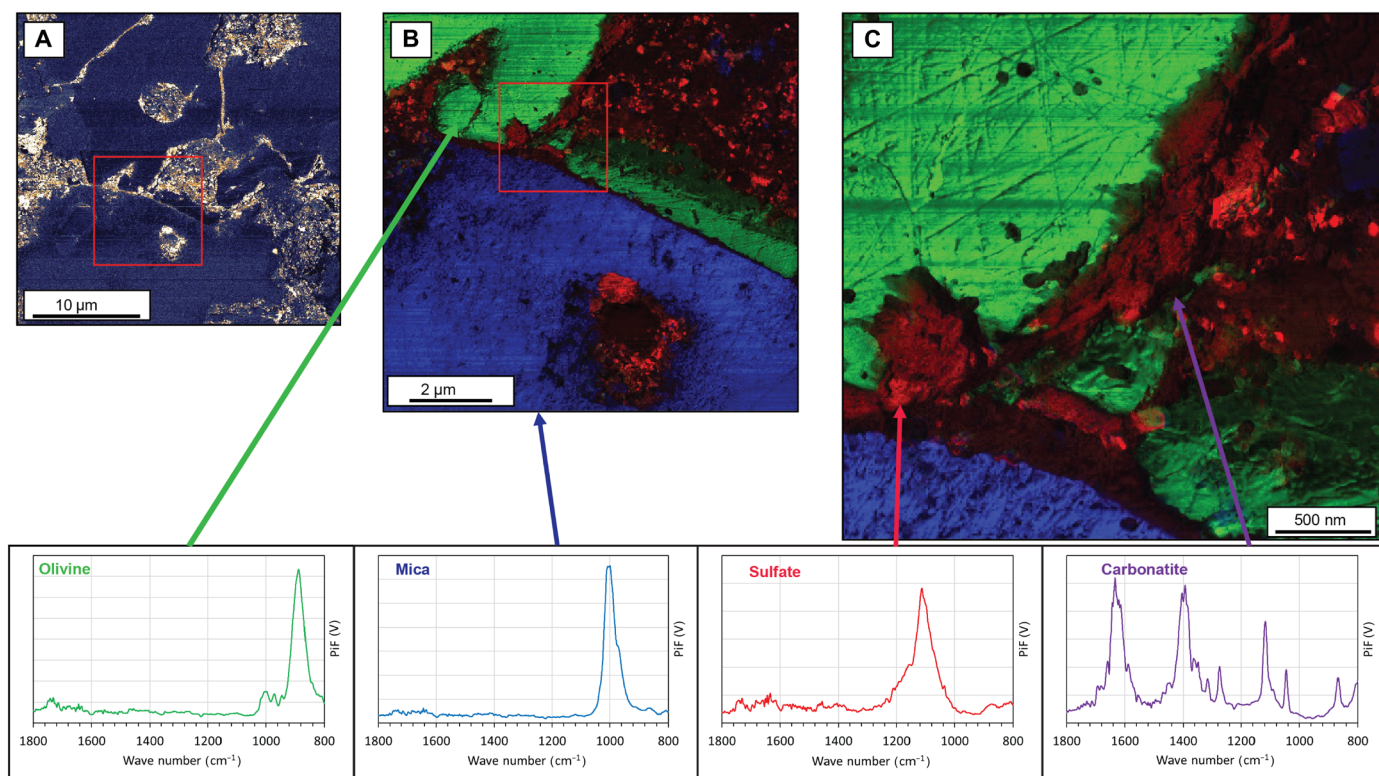 A
B
C
10 µm
2 µm
500 nm
Olivine
Mica
Sulfate
Carbonatite
PiF (V)
PiF (V)
PiF (V)
PiF (V)
1800 1600 1400 1200 1000 800
1800 1600 1400 1200 1000 800
1800 1600 1400 1200 1000 800
1800 1600 1400 1200 1000 800
Wave number (cm⁻¹)
Wave number (cm⁻¹)
Wave number (cm⁻¹)
Wave number (cm⁻¹)